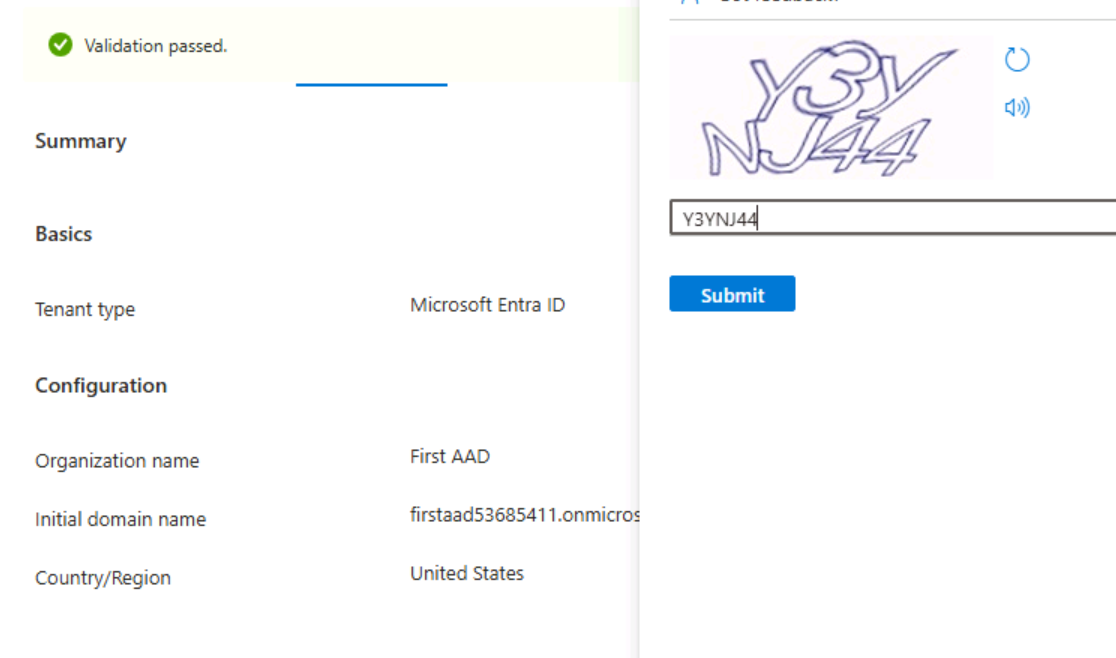 Validation passed.
Summary
Basics
Tenant type
Microsoft Entra ID
Configuration
Organization name
First AAD
Initial domain name
firstaad53685411.onmicros
Country/Region
United States
Y3Y
NJ44
Y3YNJ44
Submit